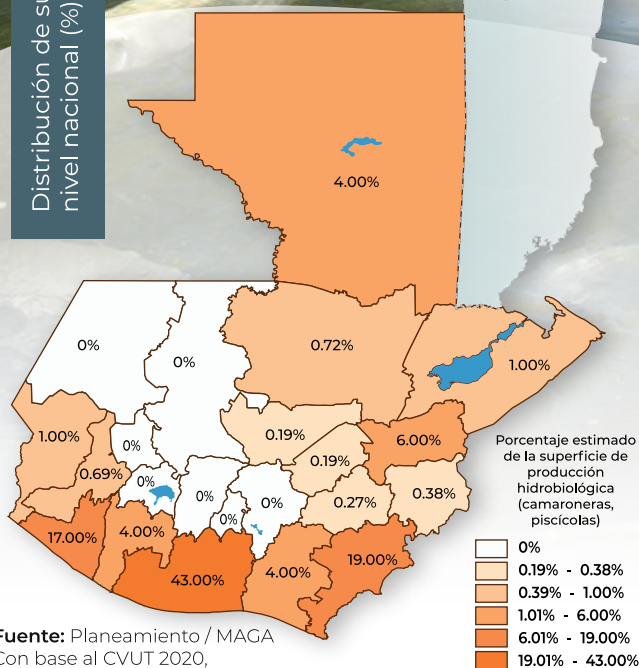 Distribución de su
nivel nacional (%)
4.00%
0%
0%
0.72%
1.00%
1.00%
0%
0.19%
6.00%
0.69%
0.19%
0%
0%
0%
0%
0.27%
0.38%
17.00%
4.00%
43.00%
4.00%
19.00%
Porcentaje estimado
de la superficie de
producción
hidrobiológica
(camaroneras,
piscícolas)
0%
0.19% - 0.38%
0.39% - 1.00%
1.01% - 6.00%
6.01% - 19.00%
19.01% - 43.00%
Fuente: Planeamiento / MAGA
Con base al CVUT 2020,